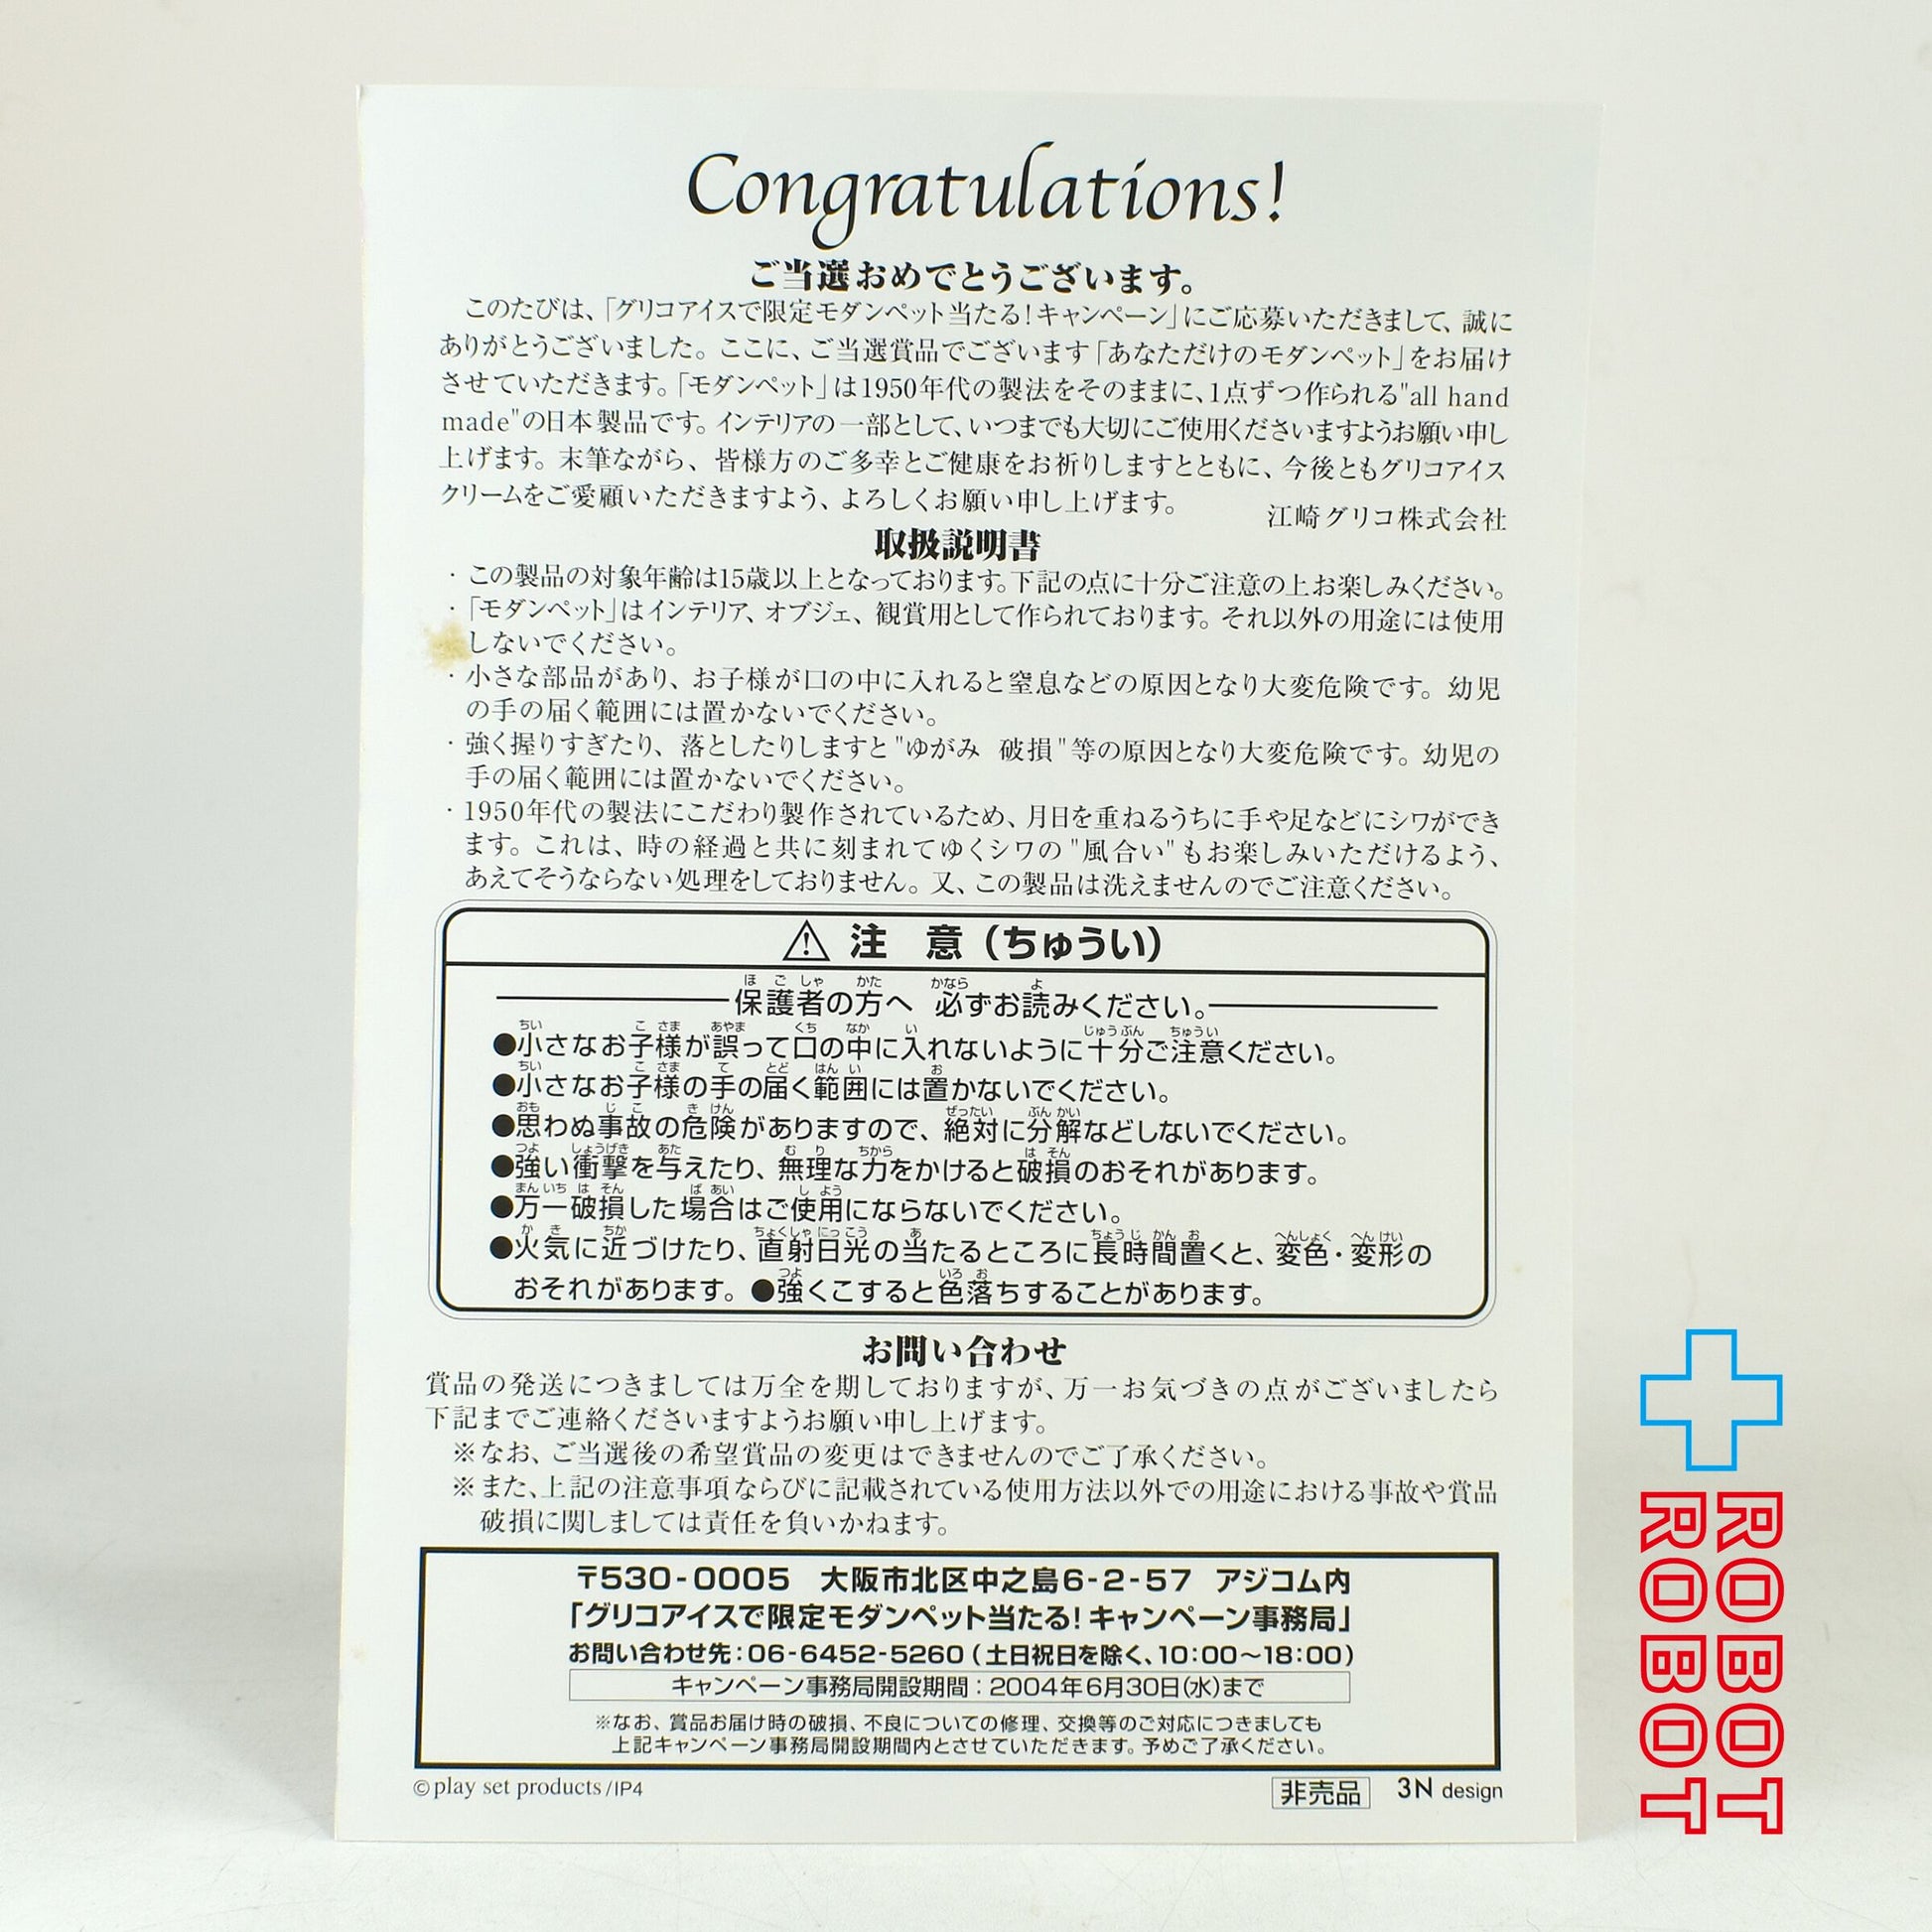 Congratulations!
ご当選おめでとうございます。
このたびは、「グリコアイスで限定モダンペット当たる!キャンペーン」にご応募いただきまして、誠に
ありがとうございました。ここに、ご当選賞品でございます「あなただけのモダンペット」をお届け
させていただきます。「モダンペット」は1950年代の製法をそのままに、1点ずつ作られる"all hand
made"の日本製品です。インテリアの一部として、いつまでも大切にご使用くださいますようお願い申し
上げます。末筆ながら、皆様方のご多幸とご健康をお祈りしますとともに、今後ともグリコアイス
クリームをご愛顧いただきますよう、よろしくお願い申し上げます。
江崎グリコ株式会社
取扱説明書
・この製品の対象年齢は15歳以上となっております。下記の点に十分ご注意の上お楽しみください。
・「モダンペット」はインテリア、オブジェ、観賞用として作られております。それ以外の用途には使用
しないでください。
・小さな部品があり、お子様が口の中に入れると窒息などの原因となり大変危険です。幼児
の手の届く範囲には置かないでください。
・強く握りすぎたり、落としたりしますと"ゆがみ 破損"等の原因となり大変危険です。幼児の
手の届く範囲には置かないでください。
・1950年代の製法にこだわり製作されているため、月日を重ねるうちに手や足などにシワができ
ます。これは、時の経過と共に刻まれてゆくシワの"風合い"もお楽しみいただけるよう、
あえてそうならない処理をしておりません。又、この製品は洗えませんのでご注意ください。
⚠ 注 意(ちゅうい)
保護者の方へ 必ずお読みください。
●小さなお子様が誤って口の中に入れないように十分ご注意ください。
●小さなお子様の手の届く範囲には置かないでください。
●思わぬ事故の危険がありますので、絶対に分解などしないでください。
●強い衝撃を与えたり、無理な力をかけると破損のおそれがあります。
●万一破損した場合はご使用にならないでください。
●火気に近づけたり、直射日光の当たるところに長時間置くと、変色・変形の
おそれがあります。●強くこすると色落ちすることがあります。
お問い合わせ
賞品の発送につきましては万全を期しておりますが、万一お気づきの点がございましたら
下記までご連絡くださいますようお願い申し上げます。
※なお、ご当選後の希望賞品の変更はできませんのでご了承ください。
※また、上記の注意事項ならびに記載されている使用方法以外での用途における事故や賞品
破損に関しましては責任を負いかねます。
〒530-0005 大阪市北区中之島6-2-57 アジコム内
「グリコアイスで限定モダンペット当たる!キャンペーン事務局」
お問い合わせ先:06-6452-5260(土日祝日を除く、10:00〜18:00)
キャンペーン事務局開設期間:2004年6月30日(水)まで
※なお、賞品お届け時の破損、不良についての修理、交換等のご対応につきましても
上記キャンペーン事務局開設期間内とさせていただきます。予めご了承ください。
©play set products/IP4
非売品 3N design
ROBOT
ROBOT